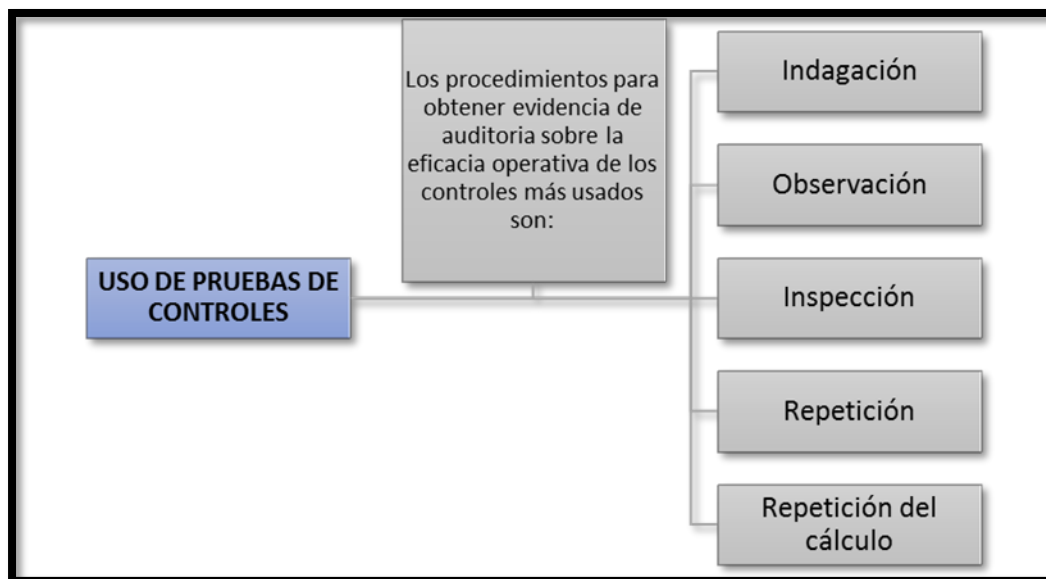 USO DE PRUEBAS DE
CONTROLES
Los procedimientos para
obtener evidencia de
auditoria sobre la
eficacia operativa de los
controles más usados
son:
Indagación
Observación
Inspección
Repetición
Repetición del
cálculo